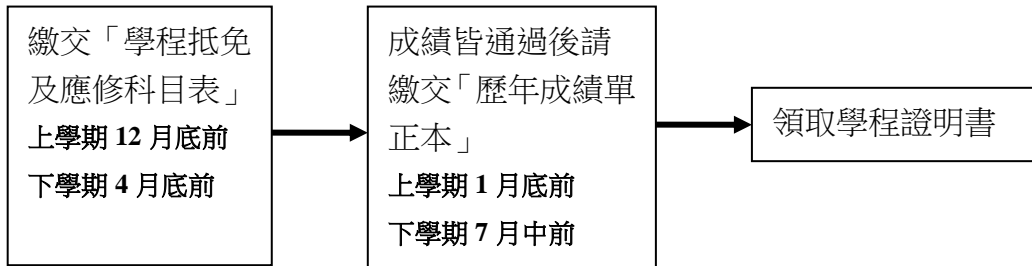 繳交「學程抵免
及應修科目表」
上學期 12 月底前
下學期 4 月底前
成績皆通過後請
繳交「歷年成績單
正本」
上學期 1 月底前
下學期 7 月中前
領取學程證明書